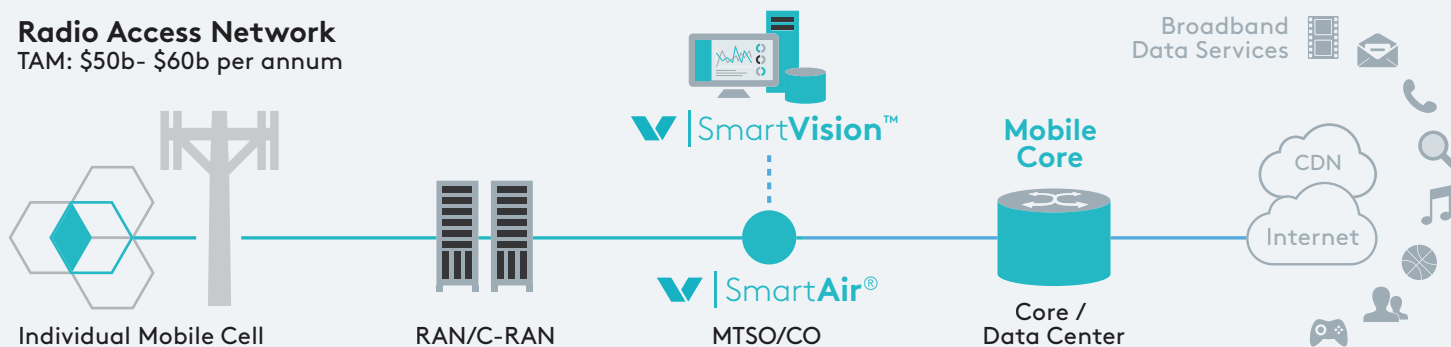 Radio Access Network
TAM: $50b- $60b per annum
Broadband
Data Services
SmartVision™
Mobile
Core
CDN
Internet
SmartAir®
Individual Mobile Cell
RAN/C-RAN
MTSO/CO
Core /
Data Center